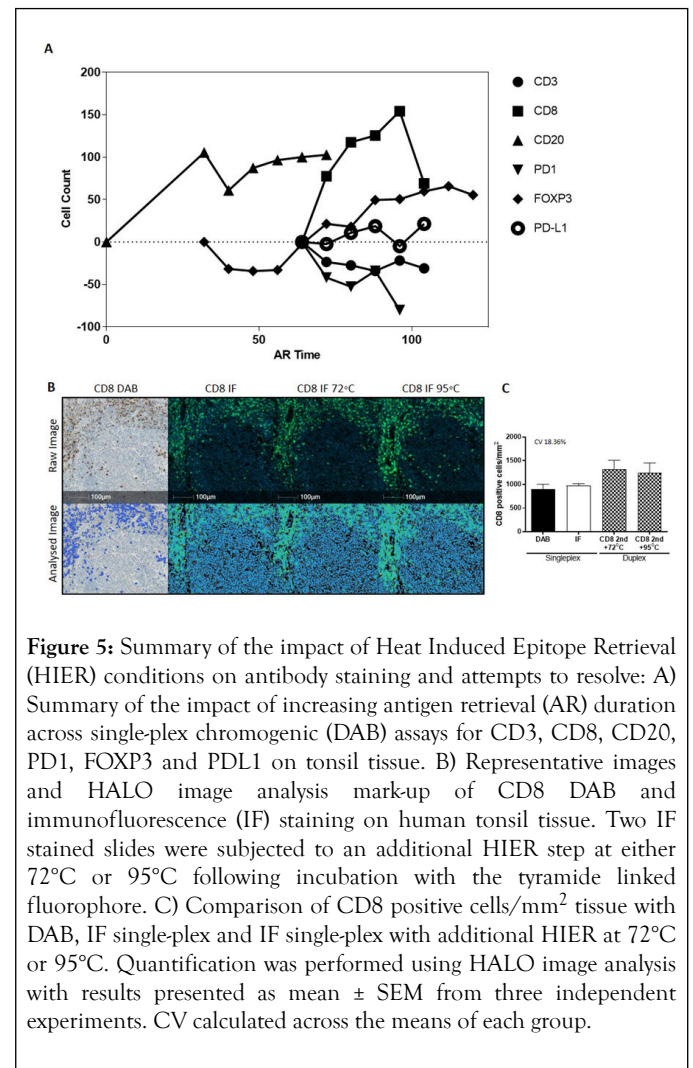 A
200
150
100
50
0
-50
-100
Cell Count
0
50
100
AR Time
CD3
CD8
CD20
PD1
FOXP3
PD-L1
B
CD8 DAB
CD8 IF
CD8 IF 72°C
CD8 IF 95°C
Raw Image
100µm
100µm
100µm
100µm
Analysed Image
C
CV 18.36%
2000
1500
1000
500
0
CD8 positive cells/mm²
DAB
IF
CD8 2nd +72°C
CD8 2nd +95°C
Singleplex
Duplex
Figure 5: Summary of the impact of Heat Induced Epitope Retrieval
(HIER) conditions on antibody staining and attempts to resolve: A)
Summary of the impact of increasing antigen retrieval (AR) duration
across single-plex chromogenic (DAB) assays for CD3, CD8, CD20,
PD1, FOXP3 and PDL1 on tonsil tissue. B) Representative images
and HALO image analysis mark-up of CD8 DAB and
immunofluorescence (IF) staining on human tonsil tissue. Two IF
stained slides were subjected to an additional HIER step at either
72°C or 95°C following incubation with the tyramide linked
fluorophore. C) Comparison of CD8 positive cells/mm² tissue with
DAB, IF single-plex and IF single-plex with additional HIER at 72°C
or 95°C. Quantification was performed using HALO image analysis
with results presented as mean ± SEM from three independent
experiments. CV calculated across the means of each group.